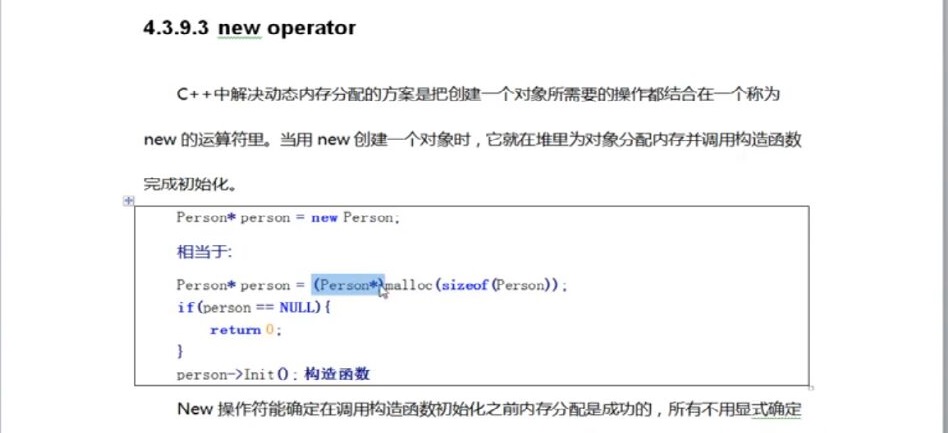 4.3.9.3 new operator
C++中解决动态内存分配的方案是把创建一个对象所需要的操作都结合在一个称为
new 的运算符里。当用 new 创建一个对象时，它就在堆里为对象分配内存并调用构造函数
完成初始化。
Person* person = new Person;
相当于:
Person* person = (Person*)malloc(sizeof(Person));
if(person == NULL){
return 0;
}
person->Init(); 构造函数
New 操作符能确定在调用构造函数初始化之前内存分配是成功的，所有不用显式确定